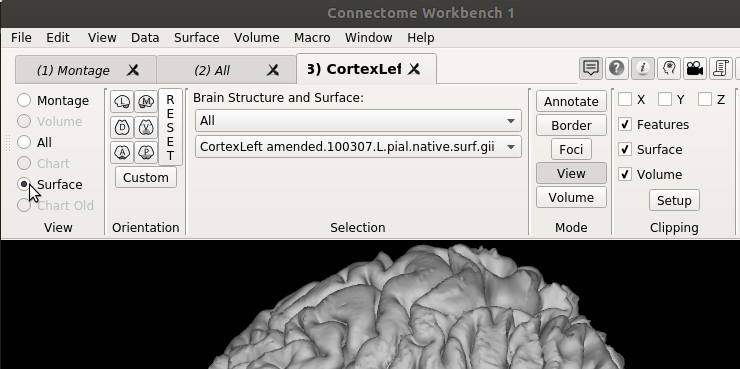 Connectome Workbench 1
File Edit View Data Surface Volume Macro Window Help
(1) Montage (2) All 3) CortexLef
Montage
Volume
All
Chart
Surface
Chart Old
View
L M
D V
A P
R
E
S
E
T
Custom
Orientation
Brain Structure and Surface:
All
CortexLeft amended.100307.L.pial.native.surf.gii
Selection
Annotate
Border
Foci
View
Volume
Mode
X Y Z
Features
Surface
Volume
Setup
Clipping